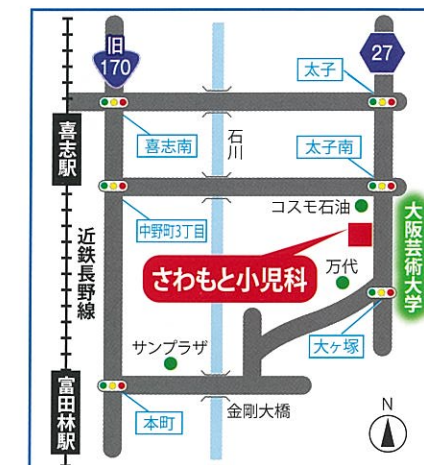 旧
170
27
太子
喜志駅
喜志南
石川
太子南
コスモ石油
中野町3丁目
近鉄長野線
さわもと小児科
万代
大阪芸術大学
サンプラザ
大ヶ塚
富田林駅
本町
金剛大橋
N